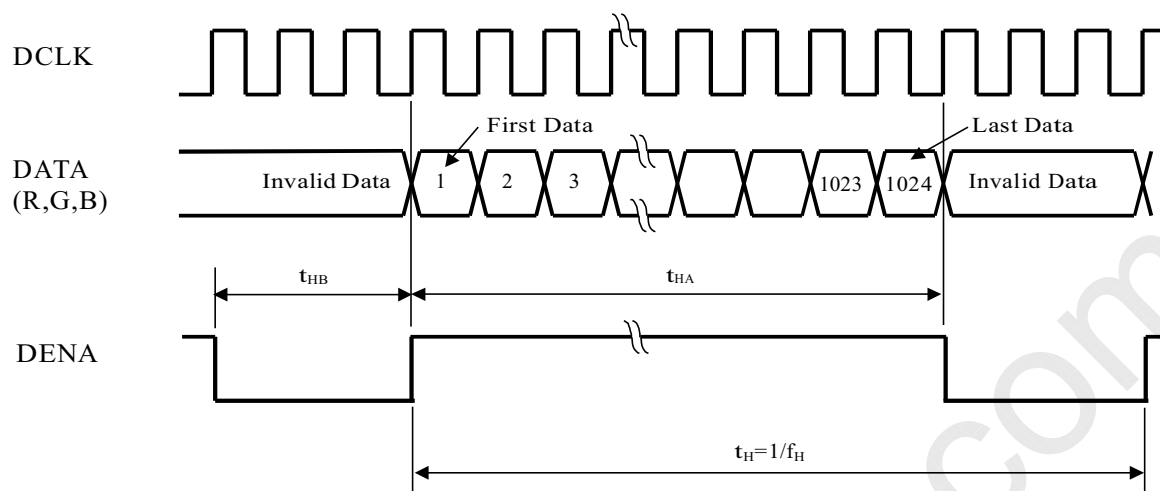 DCLK
First Data
Last Data
DATA
(R,G,B)
Invalid Data
1
2
3
1023
1024
Invalid Data
tHB
tHA
DENA
tH=1/fH
com